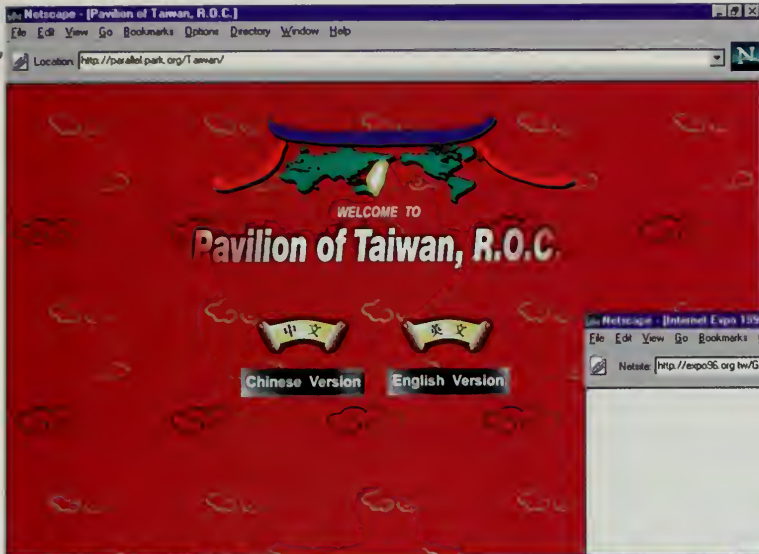 Netscape - [Pavilion of Taiwan, R.O.C.]
File Edit View Go Bookmarks Options Directory Window Help
Location: http://parallel.park.org/Taiwan/
N
WELCOME TO
Pavilion of Taiwan, R.O.C.
中文
英文
Chinese Version
English Version
Netscape - [Internet Expo 199
File Edit View Go Bookmarks
Netsite: http://expo96.org.tw/G